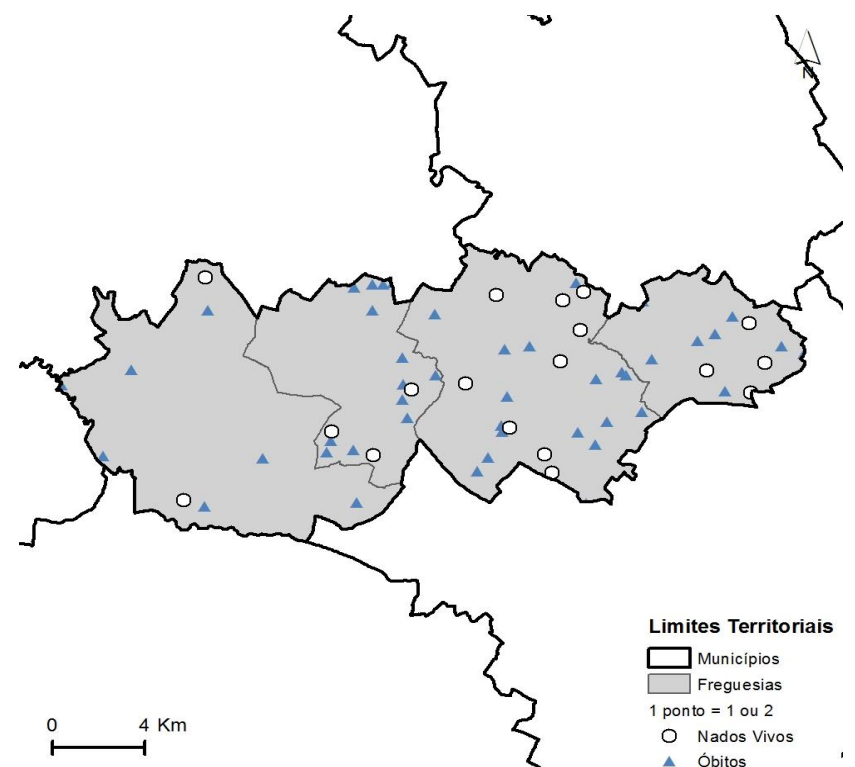 N
Limites Territoriais
Municípios
Freguesias
1 ponto = 1 ou 2
Nados Vivos
Óbitos
0 4 Km